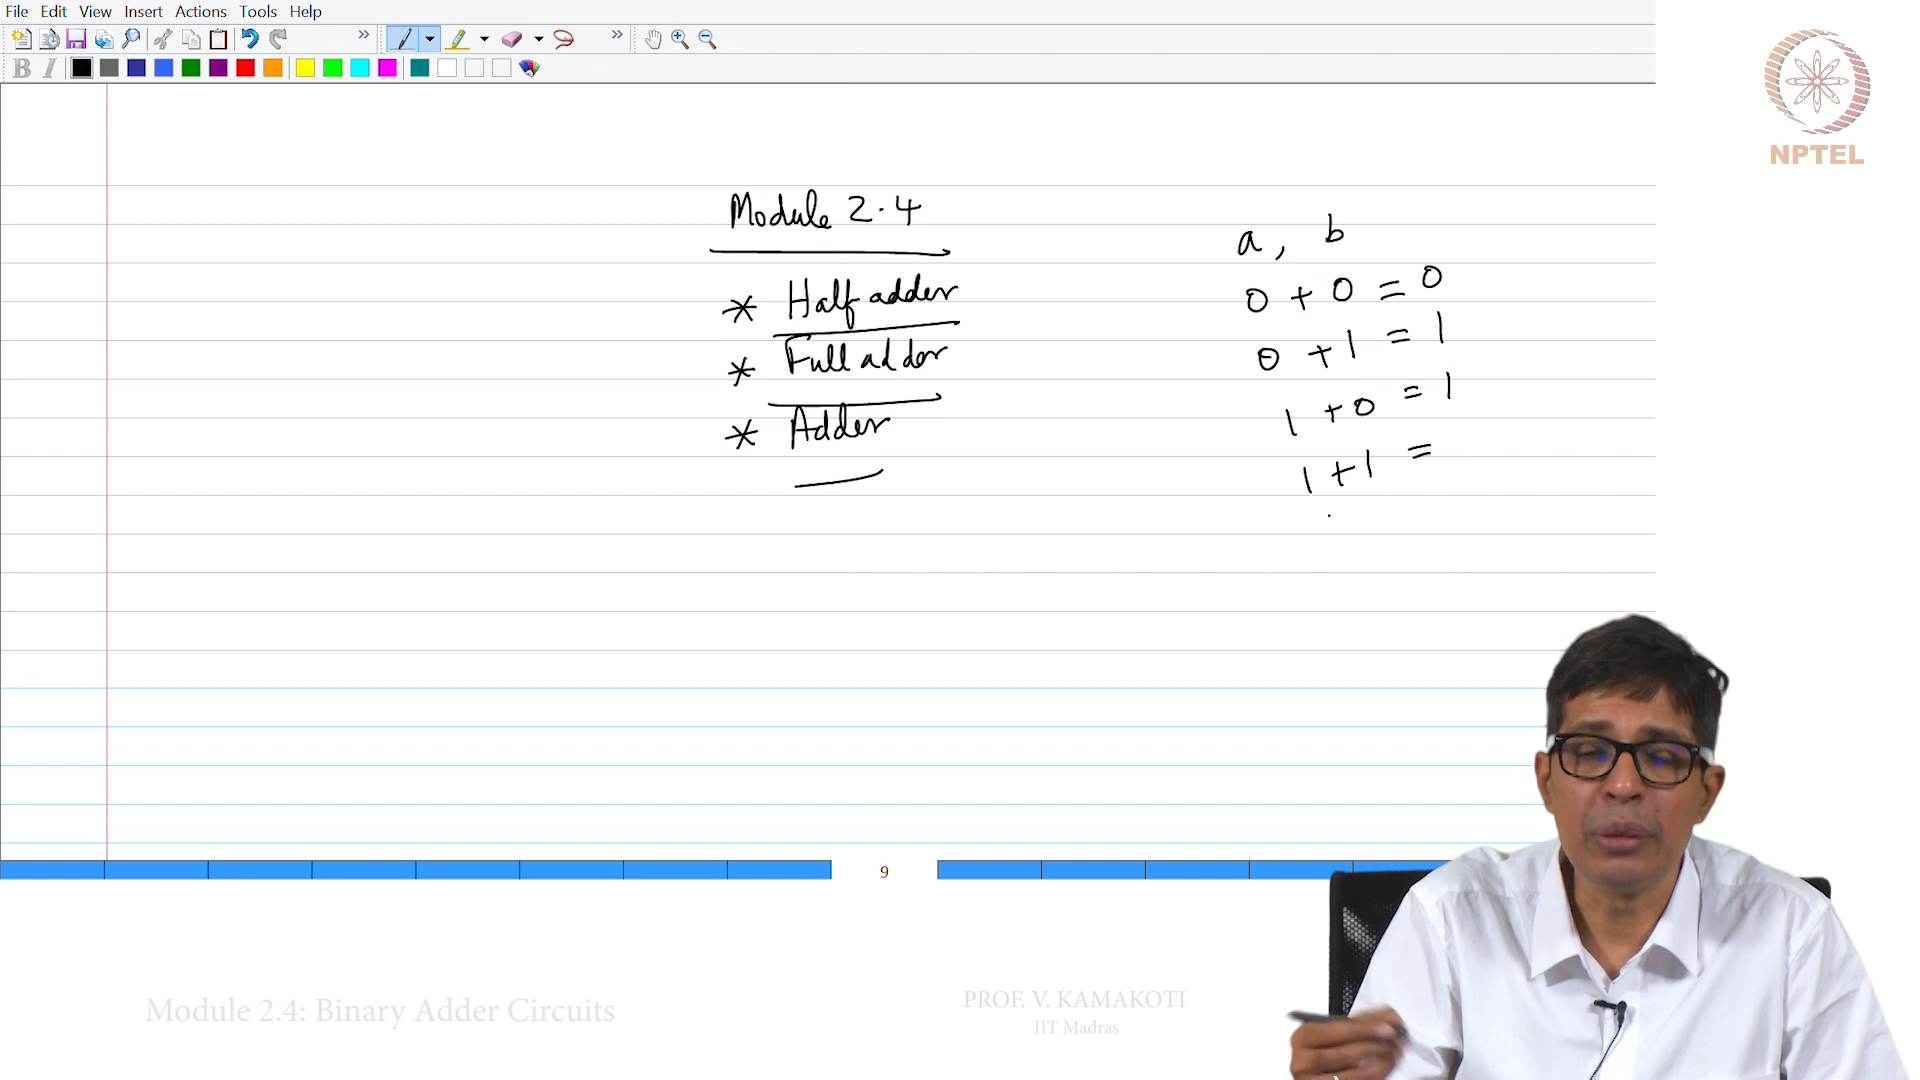 File Edit View Insert Actions Tools Help
B I
NPTEL
Module 2.4
* Half adder
* Full adder
* Adder
a, b
0 + 0 = 0
0 + 1 = 1
1 + 0 = 1
1 + 1 =
9
Module 2.4: Binary Adder Circuits
PROF. V. KAMAKOTI
IIT Madras